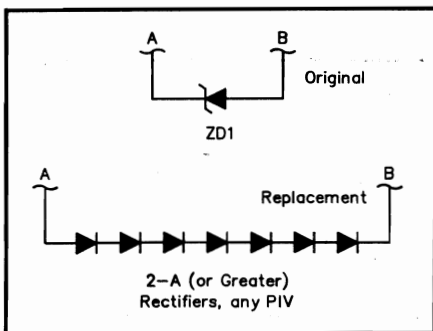 A B
Original
ZD1
A B
Replacement
2-A (or Greater)
Rectifiers, any PIV